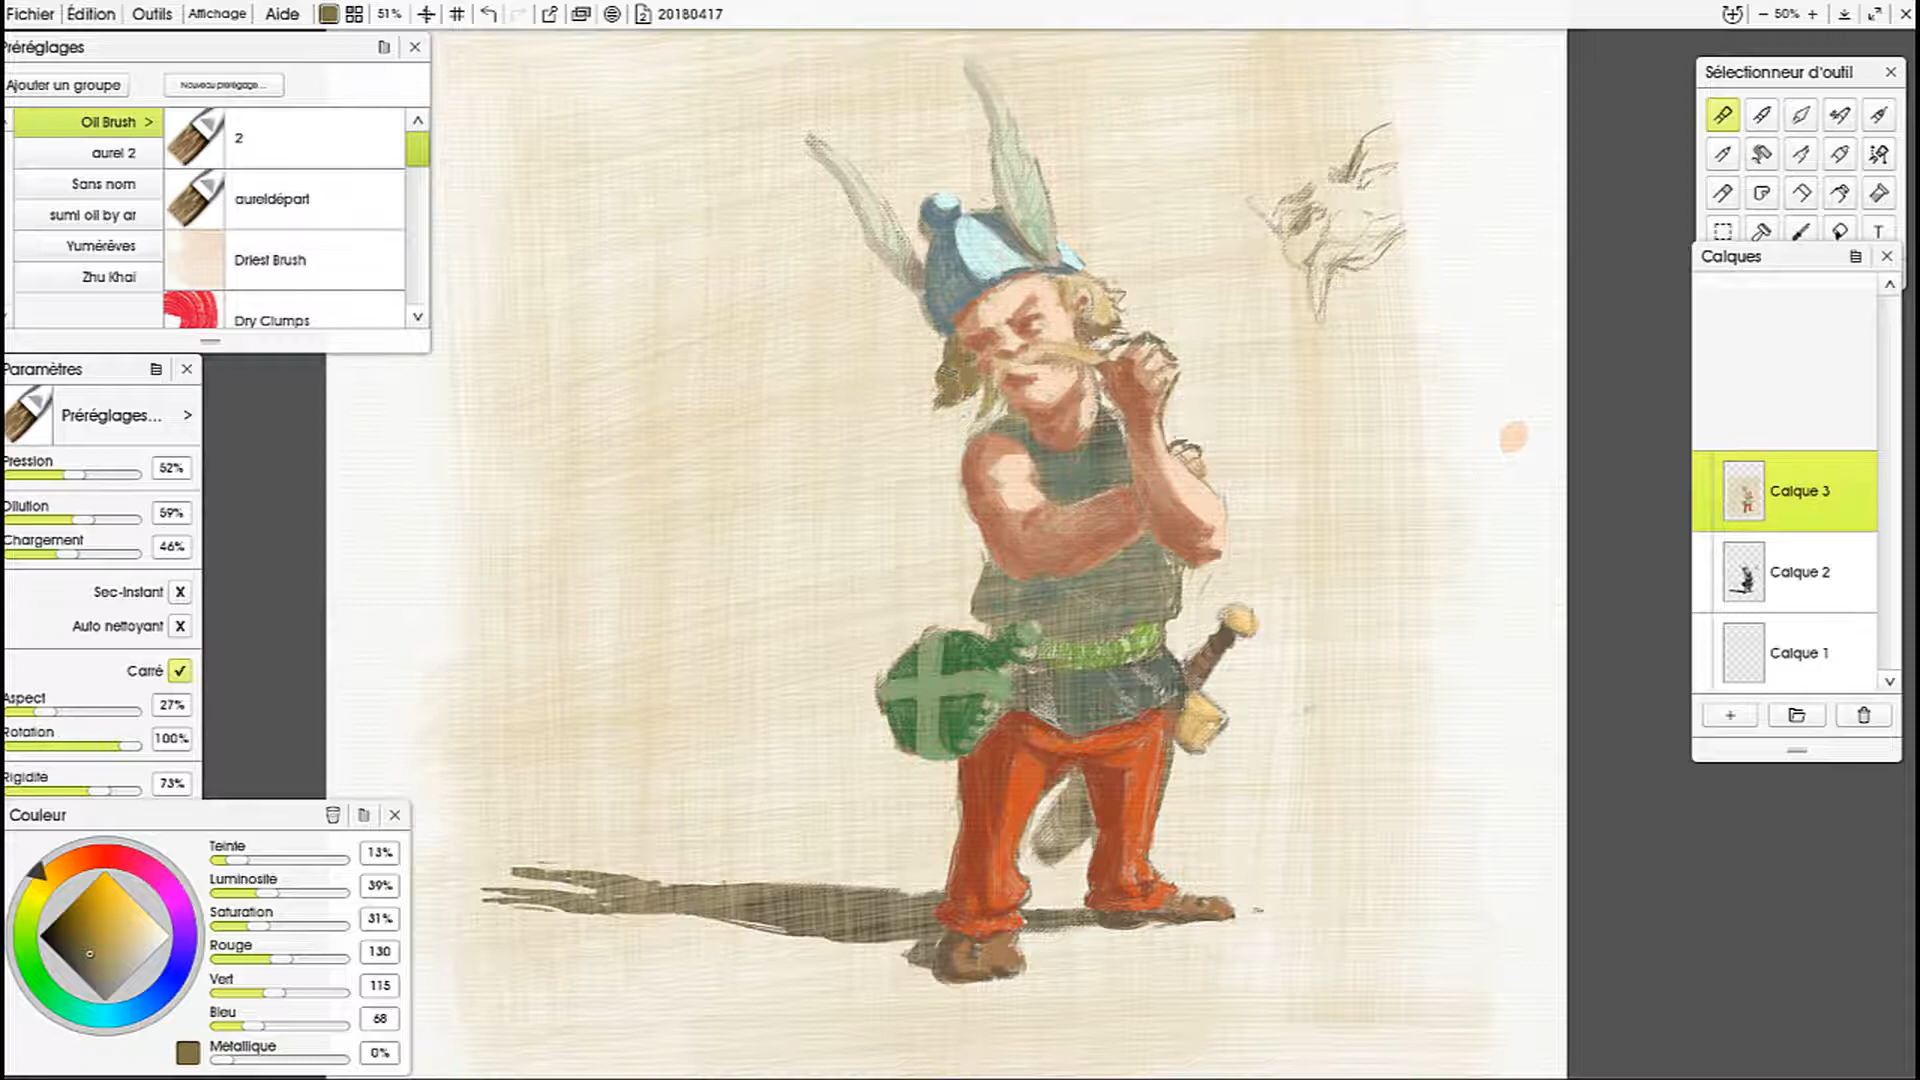 Fichier Édition Outils Affichage Aide 51% 2 20180417 − 50% +
Préréglages
Ajouter un groupe Nouveau préréglage...
Oil Brush >
aurel 2
Sans nom
sumi oil by ar
Yumérêves
Zhu Khai
2
aureldépart
Driest Brush
Dry Clumps
Paramètres
Préréglages... >
Pression 52%
Dilution 59%
Chargement 46%
Sec-Instant X
Auto nettoyant X
Carré
Aspect 27%
Rotation 100%
Rigidité 73%
Couleur
Teinte 13%
Luminosité 39%
Saturation 31%
Rouge 130
Vert 115
Bleu 68
Métallique 0%
Sélectionneur d'outil
T
Calques
Calque 3
Calque 2
Calque 1